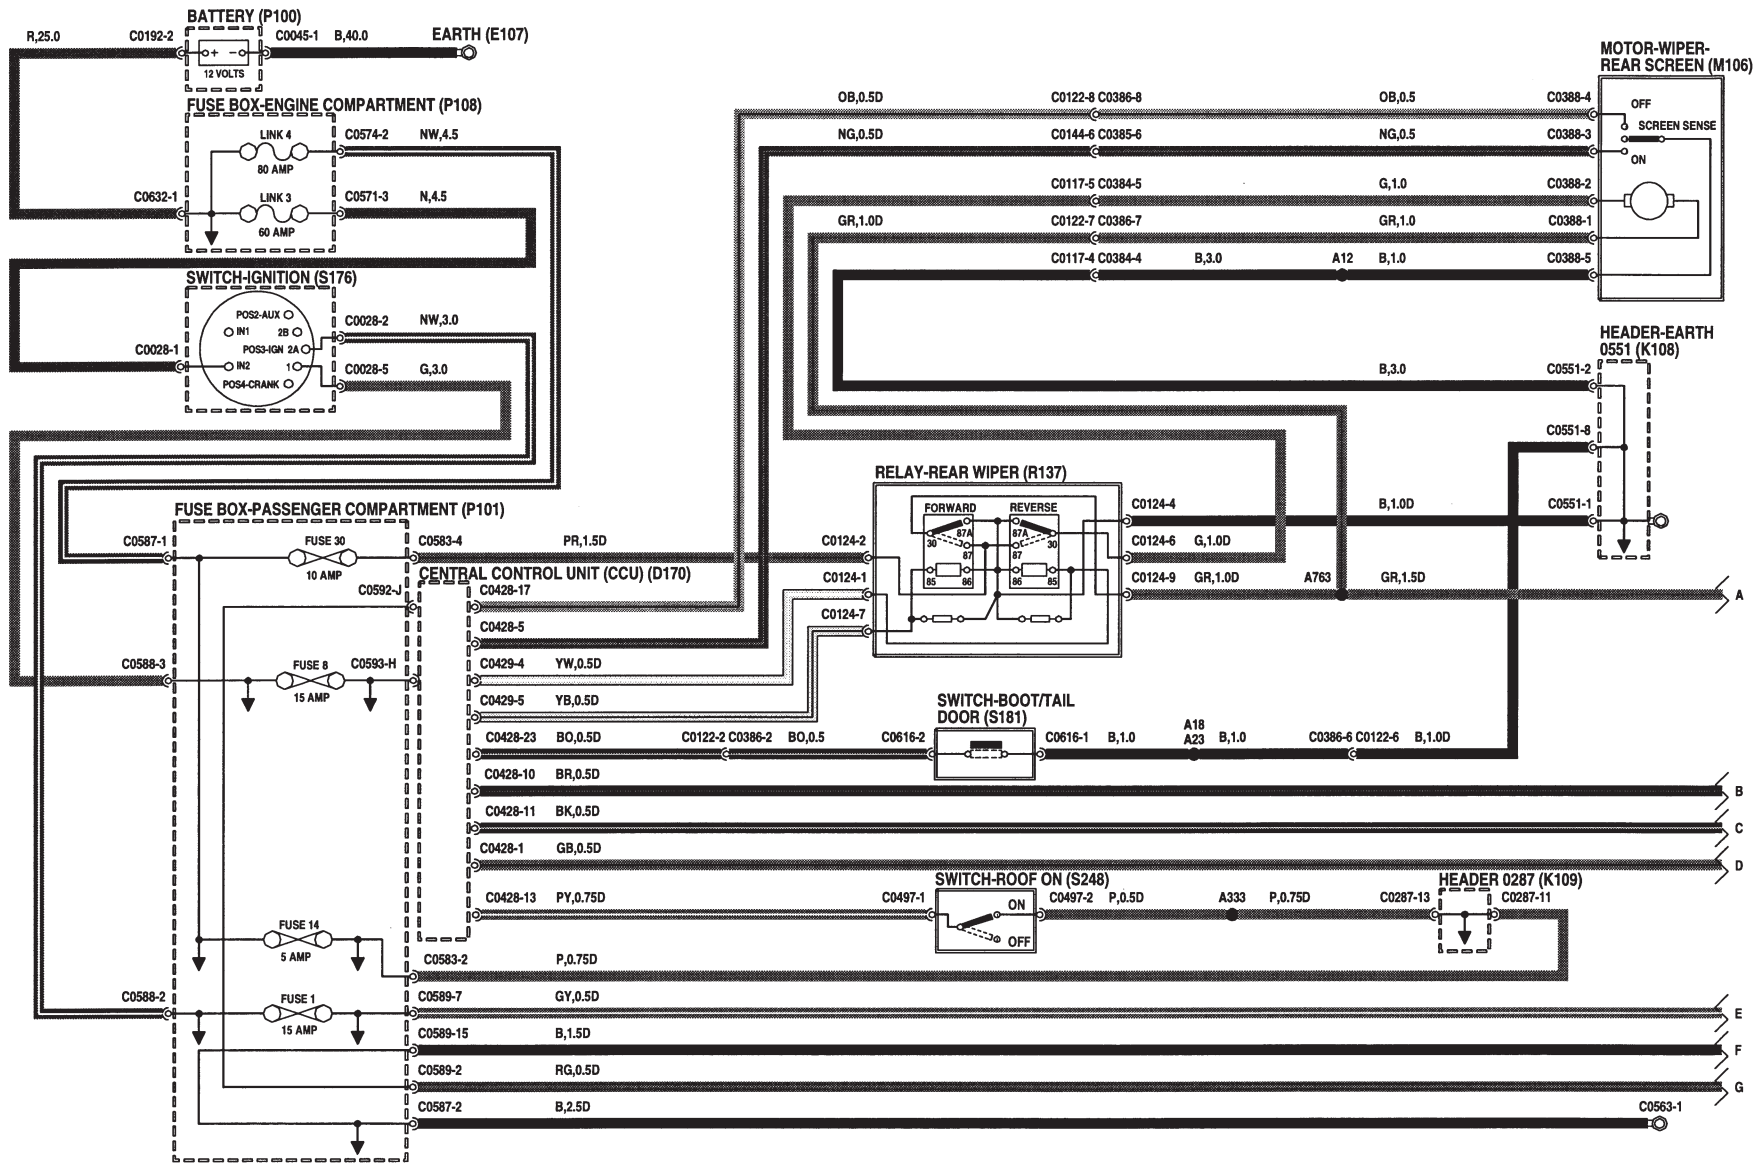 BATTERY (P100)
R,25.0
C0192-2
+
−
12 VOLTS
C0045-1
B,40.0
EARTH (E107)
FUSE BOX-ENGINE COMPARTMENT (P108)
LINK 4
80 AMP
C0574-2
NW,4.5
C0632-1
LINK 3
60 AMP
C0571-3
N,4.5
SWITCH-IGNITION (S176)
POS2-AUX
IN1
2B
POS3-IGN
2A
IN2
1
POS4-CRANK
C0028-1
C0028-2
NW,3.0
C0028-5
G,3.0
MOTOR-WIPER-
REAR SCREEN (M106)
OFF
SCREEN SENSE
ON
OB,0.5D
C0122-8 C0386-8
OB,0.5
C0388-4
NG,0.5D
C0144-6 C0385-6
NG,0.5
C0388-3
C0117-5 C0384-5
G,1.0
C0388-2
GR,1.0D
C0122-7 C0386-7
GR,1.0
C0388-1
C0117-4 C0384-4
B,3.0
A12
B,1.0
C0388-5
HEADER-EARTH
0551 (K108)
B,3.0
C0551-2
C0551-8
B,1.0D
C0551-1
RELAY-REAR WIPER (R137)
FORWARD
REVERSE
87A
87A
30
30
87
87
85
86
86
85
C0124-4
C0124-2
C0124-6
G,1.0D
C0124-1
C0124-9
GR,1.0D
A763
GR,1.5D
A
C0124-7
FUSE BOX-PASSENGER COMPARTMENT (P101)
C0587-1
FUSE 30
10 AMP
C0583-4
PR,1.5D
CENTRAL CONTROL UNIT (CCU) (D170)
C0592-J
C0428-17
C0428-5
C0588-3
FUSE 8
15 AMP
C0593-H
C0429-4
YW,0.5D
C0429-5
YB,0.5D
SWITCH-BOOT/TAIL
DOOR (S181)
C0428-23
BO,0.5D
C0122-2 C0386-2
BO,0.5
C0616-2
C0616-1
B,1.0
A18
A23
B,1.0
C0386-6 C0122-6
B,1.0D
C0428-10
BR,0.5D
B
C0428-11
BK,0.5D
C
C0428-1
GB,0.5D
D
SWITCH-ROOF ON (S248)
HEADER 0287 (K109)
C0428-13
PY,0.75D
C0497-1
ON
OFF
C0497-2
P,0.5D
A333
P,0.75D
C0287-13
C0287-11
FUSE 14
5 AMP
C0583-2
P,0.75D
C0588-2
FUSE 1
15 AMP
C0589-7
GY,0.5D
E
C0589-15
B,1.5D
F
C0589-2
RG,0.5D
G
C0587-2
B,2.5D
C0563-1